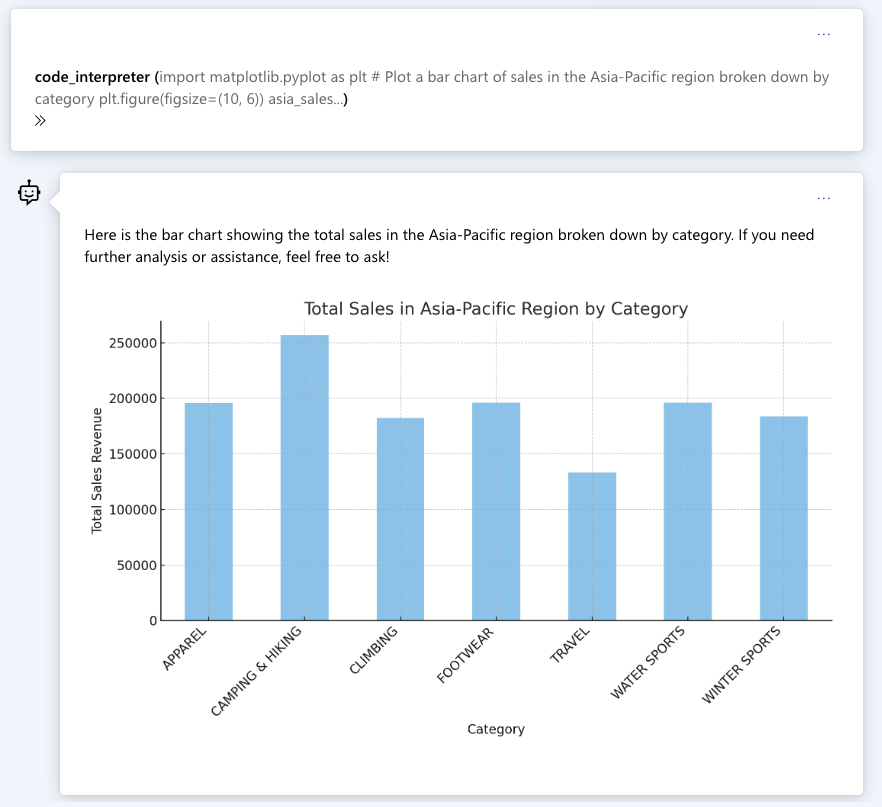 ...
code_interpreter (import matplotlib.pyplot as plt # Plot a bar chart of sales in the Asia-Pacific region broken down by
category plt.figure(figsize=(10, 6)) asia_sales...)
...
Here is the bar chart showing the total sales in the Asia-Pacific region broken down by category. If you need
further analysis or assistance, feel free to ask!
Total Sales in Asia-Pacific Region by Category
Total Sales Revenue
250000
200000
150000
100000
50000
0
APPAREL
CAMPING & HIKING
CLIMBING
FOOTWEAR
TRAVEL
WATER SPORTS
WINTER SPORTS
Category